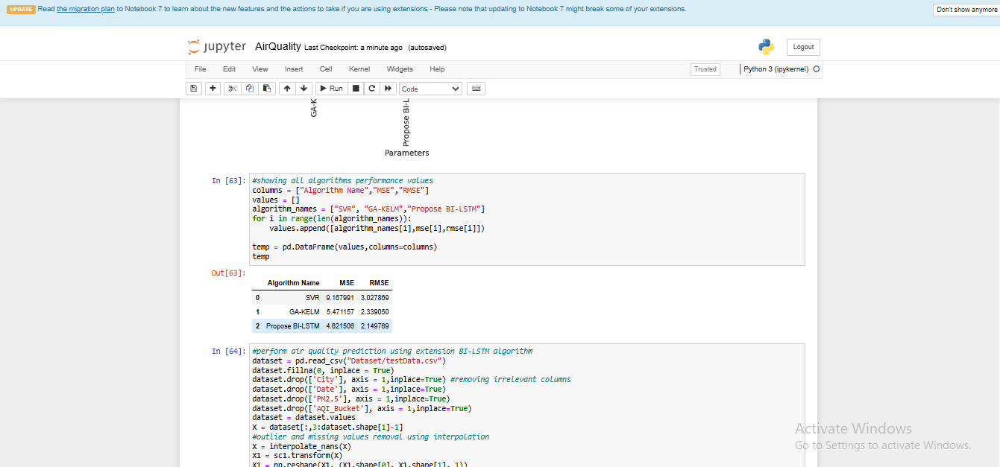 UPDATE Read the migration plan to Notebook 7 to learn about the new features and the actions to take if you are using extensions - Please note that updating to Notebook 7 might break some of your extensions. Don't show anymore
jupyter AirQuality Last Checkpoint: a minute ago (autosaved) Logout
File Edit View Insert Cell Kernel Widgets Help Trusted Python 3 (ipykernel)
Run Code
GA-K
Propose BI-L
Parameters
In [63]: #showing all algorithms performance values
columns = ["Algorithm Name","MSE","RMSE"]
values = []
algorithm_names = ["SVR", "GA-KELM","Propose BI-LSTM"]
for i in range(len(algorithm_names)):
    values.append([algorithm_names[i],mse[i],rmse[i]])
temp = pd.DataFrame(values,columns=columns)
temp
Out[63]:
Algorithm Name MSE RMSE
0 SVR 9.167991 3.027869
1 GA-KELM 5.471157 2.339050
2 Propose BI-LSTM 4.621506 2.149769
In [64]: #perform air quality prediction using extension BI-LSTM algorithm
dataset = pd.read_csv("Dataset/testData.csv")
dataset.fillna(0, inplace = True)
dataset.drop(['City'], axis = 1,inplace=True) #removing irrelevant columns
dataset.drop(['Date'], axis = 1,inplace=True)
dataset.drop(['PM2.5'], axis = 1,inplace=True)
dataset.drop(['AQI_Bucket'], axis = 1,inplace=True)
dataset = dataset.values
X = dataset[:,3:dataset.shape[1]-1]
#outlier and missing values removal using interpolation
X = interpolate_nans(X)
X1 = sc1.transform(X)
X1 = np.reshape(X1, (X1.shape[0], X1.shape[1], 1))
Activate Windows
Go to Settings to activate Windows.